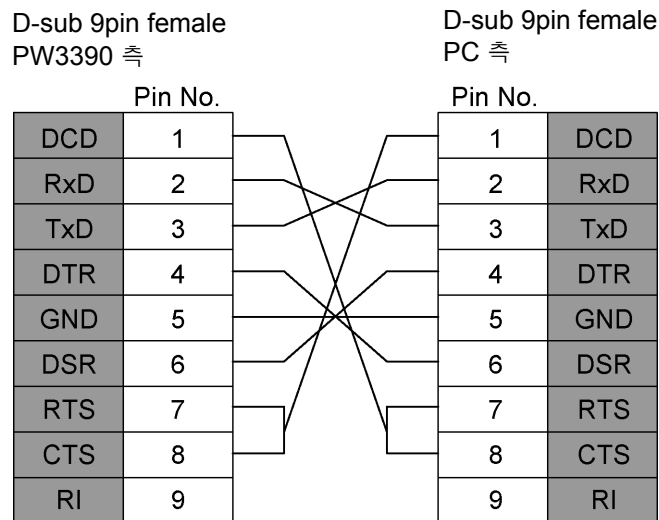 D-sub 9pin female D-sub 9pin female
PW3390 측 PC 측
Pin No. Pin No.
DCD 1 1 DCD
RxD 2 2 RxD
TxD 3 3 TxD
DTR 4 4 DTR
GND 5 5 GND
DSR 6 6 DSR
RTS 7 7 RTS
CTS 8 8 CTS
RI 9 9 RI